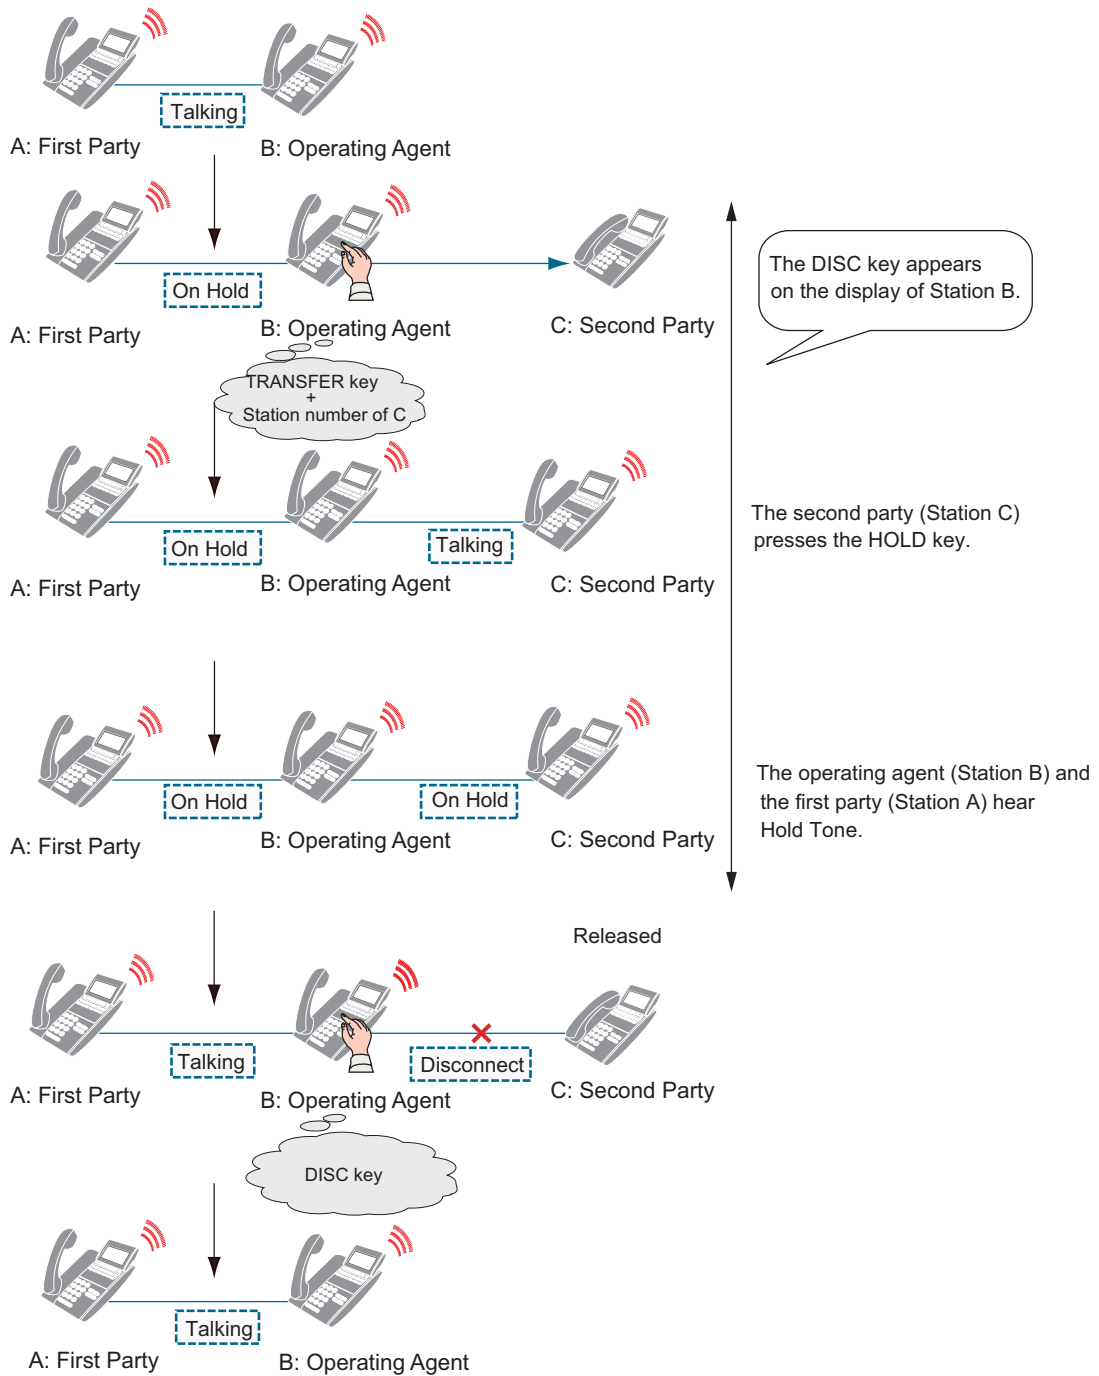 Talking
A: First Party
B: Operating Agent
On Hold
A: First Party
B: Operating Agent
C: Second Party
The DISC key appears
on the display of Station B.
TRANSFER key
+
Station number of C
On Hold
Talking
A: First Party
B: Operating Agent
C: Second Party
The second party (Station C)
presses the HOLD key.
On Hold
On Hold
A: First Party
B: Operating Agent
C: Second Party
The operating agent (Station B) and
the first party (Station A) hear
Hold Tone.
Released
Talking
Disconnect
A: First Party
B: Operating Agent
C: Second Party
DISC key
Talking
A: First Party
B: Operating Agent